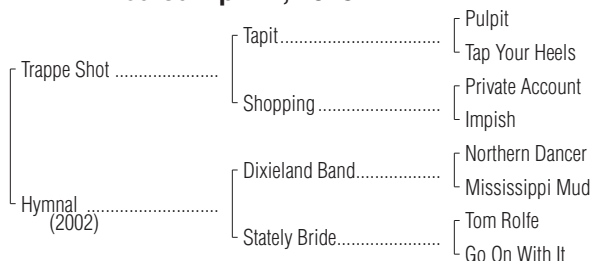 Pulpit
Tapit
Tap Your Heels
Trappe Shot
Private Account
Shopping
Impish
Northern Dancer
Dixieland Band
Mississippi Mud
Hymnal
(2002)
Tom Rolfe
Stately Bride
Go On With It